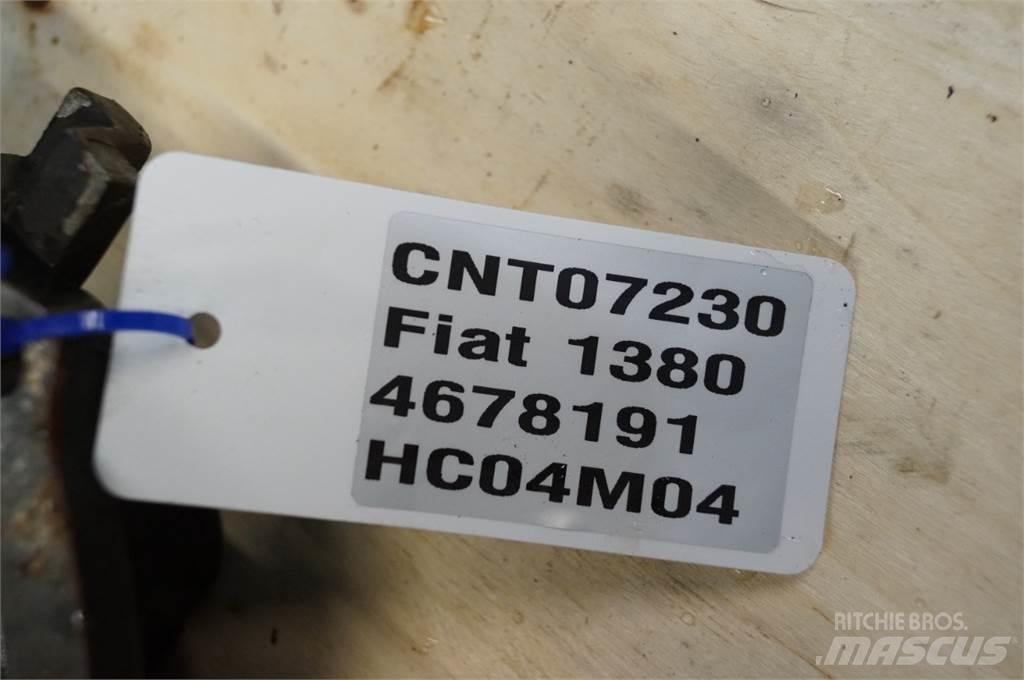 CNT07230
Fiat 1380
4678191
HC04M04
RITCHIE BROS.
MASCUS